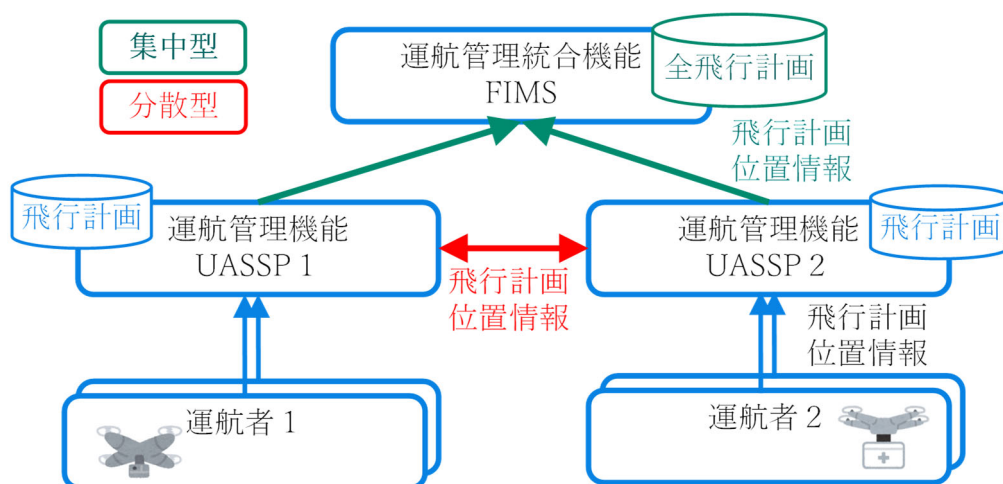 集中型
分散型
運航管理統合機能
FIMS
全飛行計画
飛行計画
位置情報
飛行計画
運航管理機能
UASSP 1
飛行計画
位置情報
運航管理機能
UASSP 2
飛行計画
飛行計画
位置情報
運航者 1
運航者 2